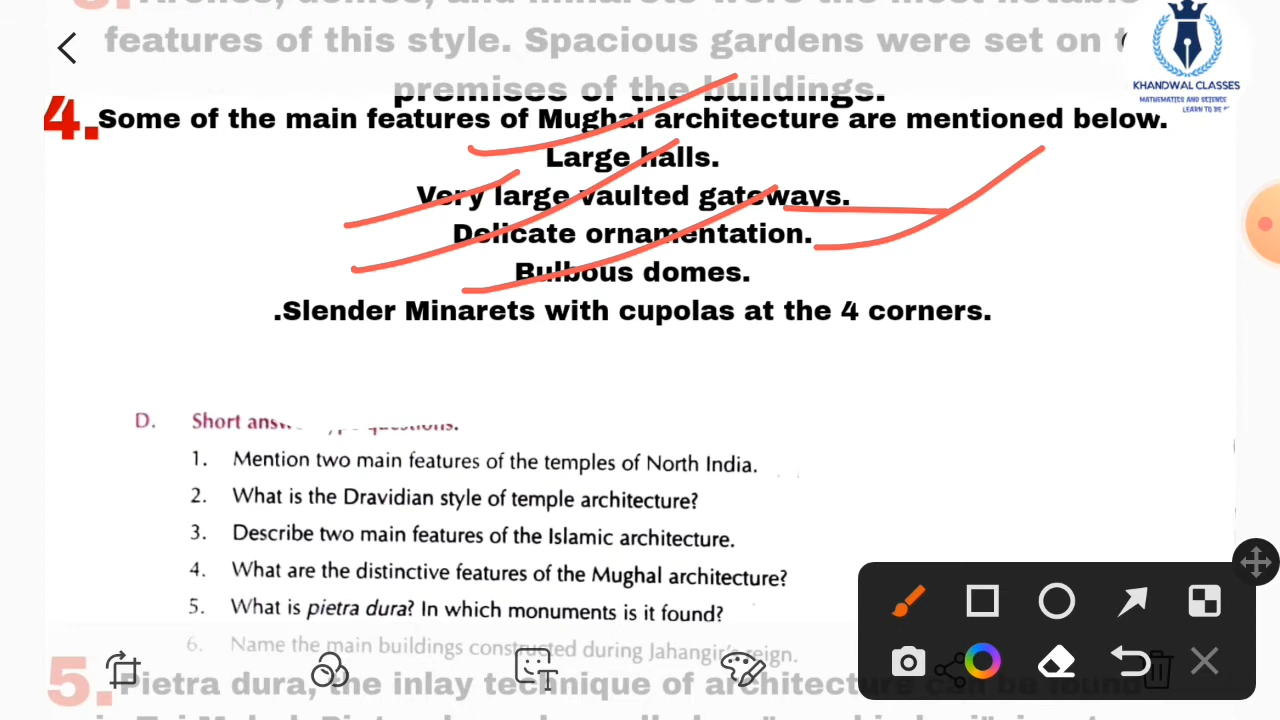 features of this style. Spacious gardens were set on
premises of the buildings.
KHANDWAL CLASSES
MATHEMATICS AND SCIENCE
LEARN TO BE
4. Some of the main features of Mughal architecture are mentioned below.
Large halls.
Very large vaulted gateways.
Delicate ornamentation.
Bulbous domes.
.Slender Minarets with cupolas at the 4 corners.
D. Short
1. Mention two main features of the temples of North India.
2. What is the Dravidian style of temple architecture?
3. Describe two main features of the Islamic architecture.
4. What are the distinctive features of the Mughal architecture?
5. What is pietra dura? In which monuments is it found?
6. Name the main buildings constructed during Jahangir's reign.
5. Pietra dura, the inlay technique of architecture can be found